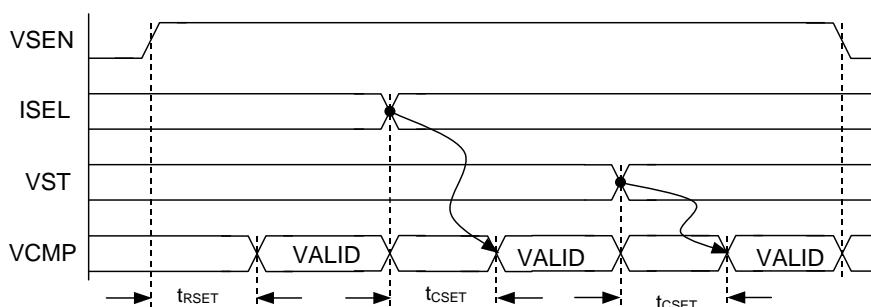 VSEN
ISEL
VST
VCMP VALID VALID VALID
tRSET tCSET tCSET